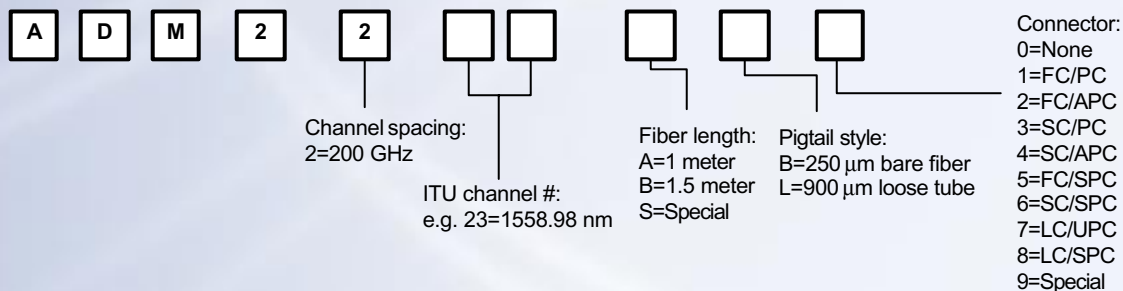 A D M 2 2
Channel spacing:
2=200 GHz
ITU channel #:
e.g. 23=1558.98 nm
Fiber length:
A=1 meter
B=1.5 meter
S=Special
Pigtail style:
B=250 μm bare fiber
L=900 μm loose tube
Connector:
0=None
1=FC/PC
2=FC/APC
3=SC/PC
4=SC/APC
5=FC/SPC
6=SC/SPC
7=LC/UPC
8=LC/SPC
9=Special